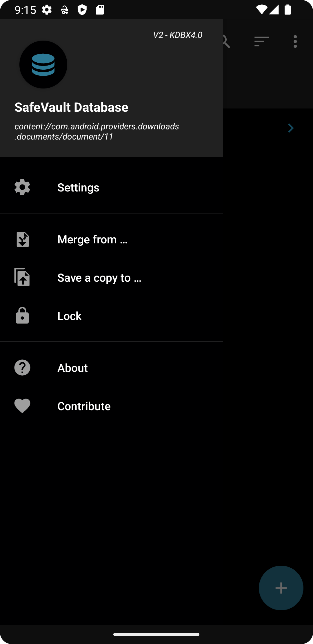 9:15
V2 - KDBX4.0
SafeVault Database
content://com.android.providers.downloads
.documents/document/11
Settings
Merge from …
Save a copy to …
Lock
About
Contribute